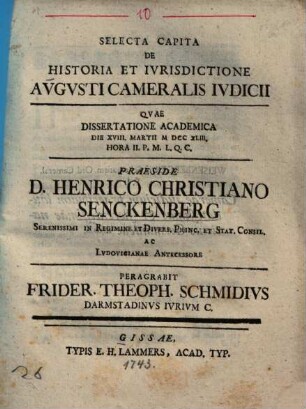 10
SELECTA CAPITA
DE
HISTORIA ET IVRISDICTIONE
AVGVSTI CAMERALIS IVDICII
QVAE
DISSERTATIONE ACADEMICA
DIE XVIII. MARTII M DCC XLIII.
HORA II. P. M. L. Q. C.
PRAESIDE
D. HENRICO CHRISTIANO
SENCKENBERG
SERENISSIMI IN REGIMINE ET DIVERS. PRINC. ET STAT. CONSIL.
AC
LVDOVICIANAE ANTECESSORE
PERAGRABIT
FRIDER. THEOPH. SCHMIDIVS
DARMSTADINVS IVRIVM C.
GISSAE,
TYPIS E. H. LAMMERS, ACAD. TYP.
1743.
26